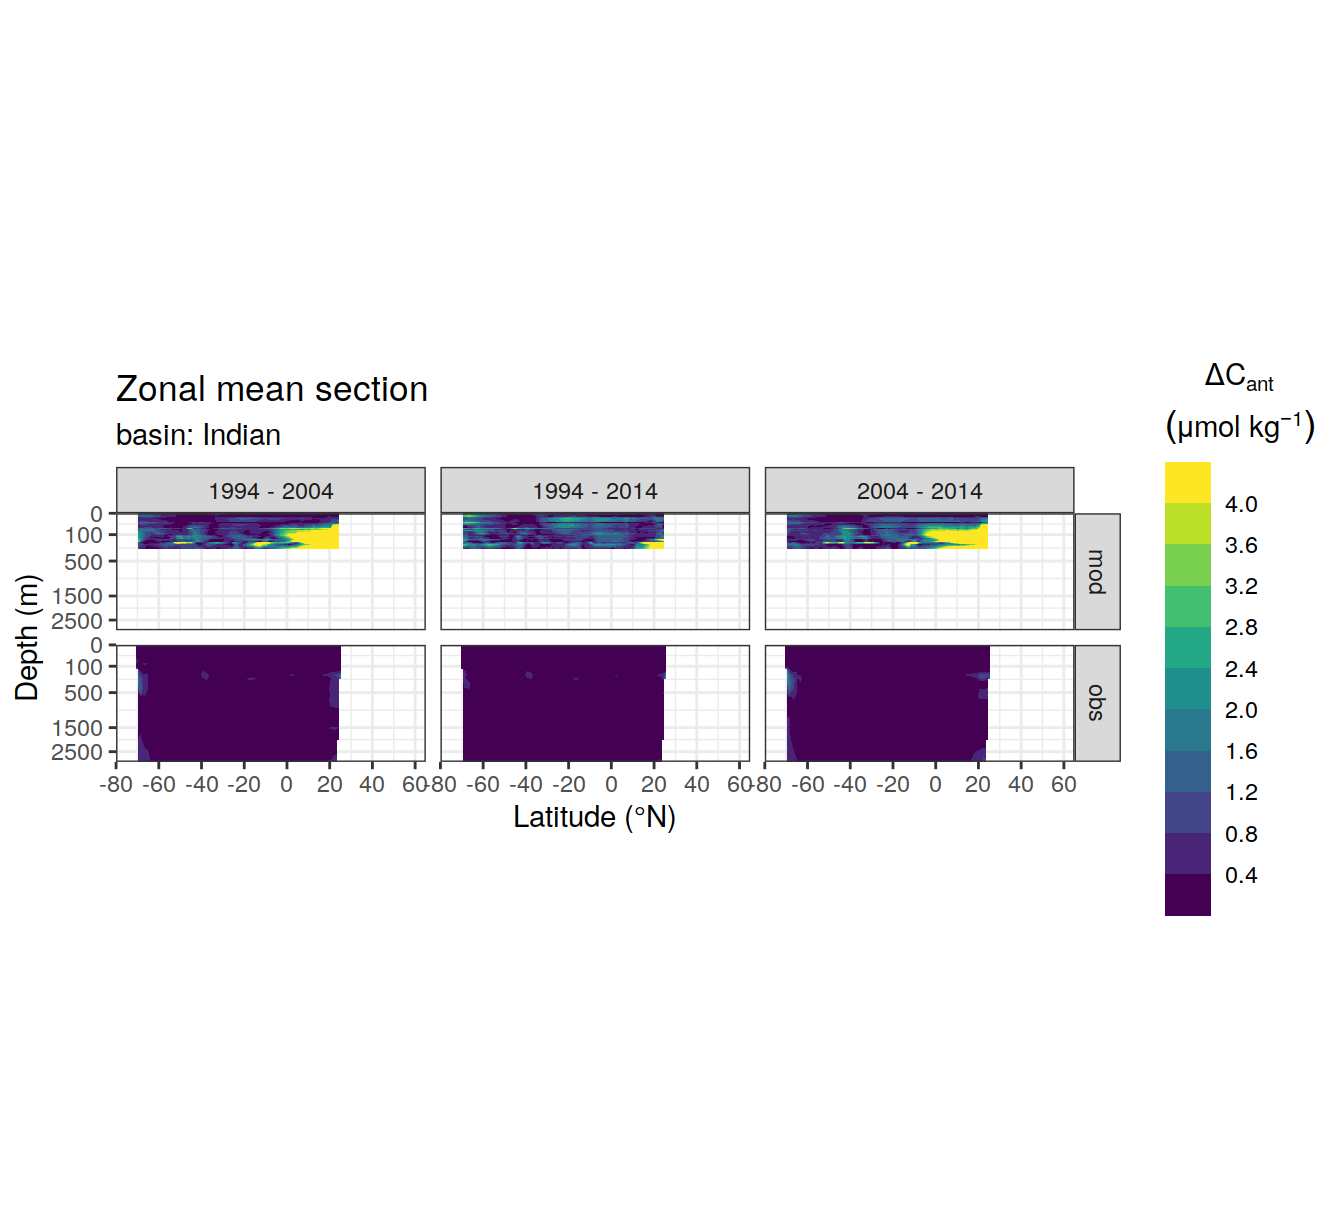 Zonal mean section
basin: Indian
ΔCant
(μmol kg⁻¹)
1994 - 2004
1994 - 2014
2004 - 2014
0
100
500
1500
2500
mod
0
100
500
1500
2500
obs
Depth (m)
-80 -60 -40 -20 0 20 40 60
-80 -60 -40 -20 0 20 40 60
-80 -60 -40 -20 0 20 40 60
Latitude (°N)
4.0
3.6
3.2
2.8
2.4
2.0
1.6
1.2
0.8
0.4